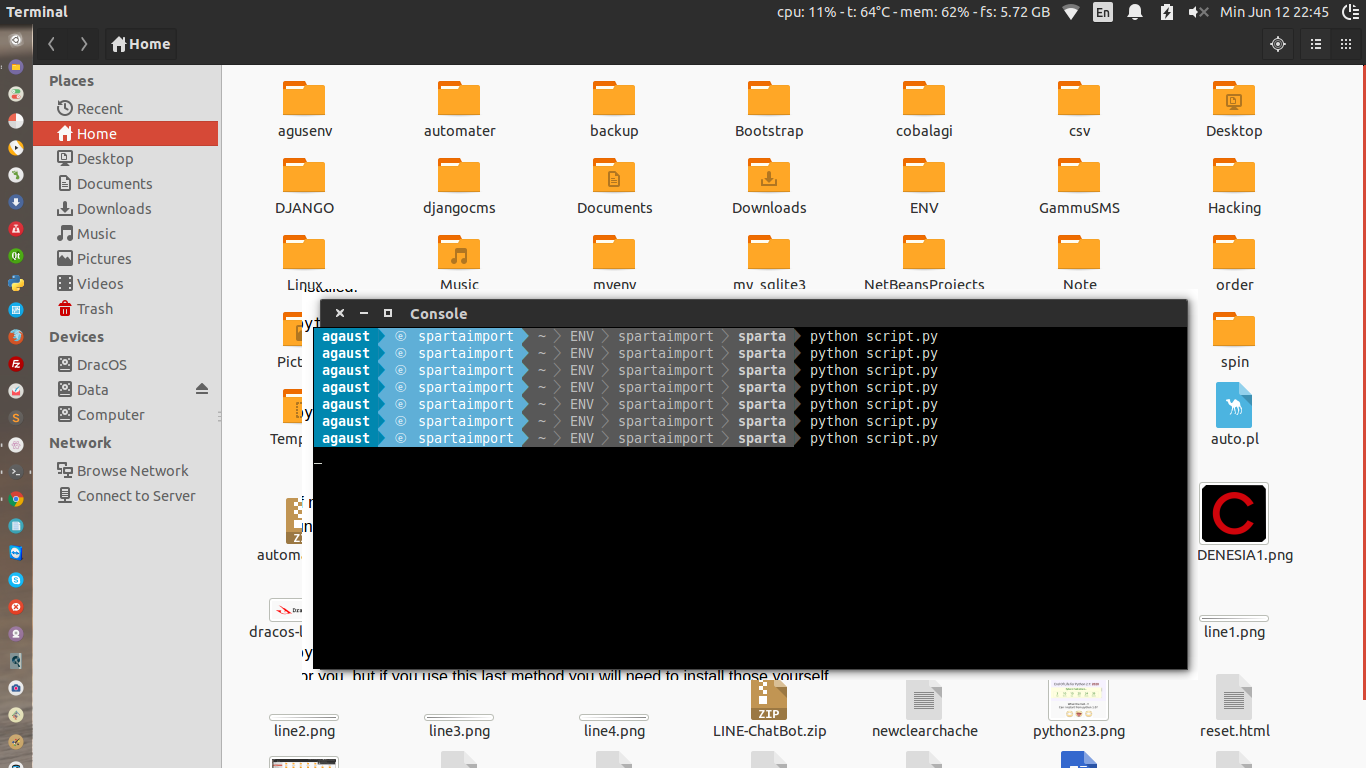 Terminal
cpu: 11% - t: 64°C - mem: 62% - fs: 5.72 GB
En
Min Jun 12 22:45
Home
Places
Recent
Home
Desktop
Documents
Downloads
Music
Pictures
Videos
Trash
Devices
DracOS
Data
Computer
Network
Browse Network
Connect to Server
agusenv automater backup Bootstrap cobalagi csv Desktop
DJANGO djangocms Documents Downloads ENV GammuSMS Hacking
Linux Music myenv my_sqlite3 NetBeansProjects Note order
installed.
Console
agaust ⓔ spartaimport ~ ENV spartaimport sparta python script.py
agaust ⓔ spartaimport ~ ENV spartaimport sparta python script.py
agaust ⓔ spartaimport ~ ENV spartaimport sparta python script.py
agaust ⓔ spartaimport ~ ENV spartaimport sparta python script.py
agaust ⓔ spartaimport ~ ENV spartaimport sparta python script.py
agaust ⓔ spartaimport ~ ENV spartaimport sparta python script.py
agaust ⓔ spartaimport ~ ENV spartaimport sparta python script.py
Pict
spin
Temp
auto.pl
ZI
automa
DENESIA1.png
dracos-l
line1.png
or you, but if you use this last method you will need to install those yourself
ZIP
line2.png line3.png line4.png LINE-ChatBot.zip newclearchache python23.png reset.html